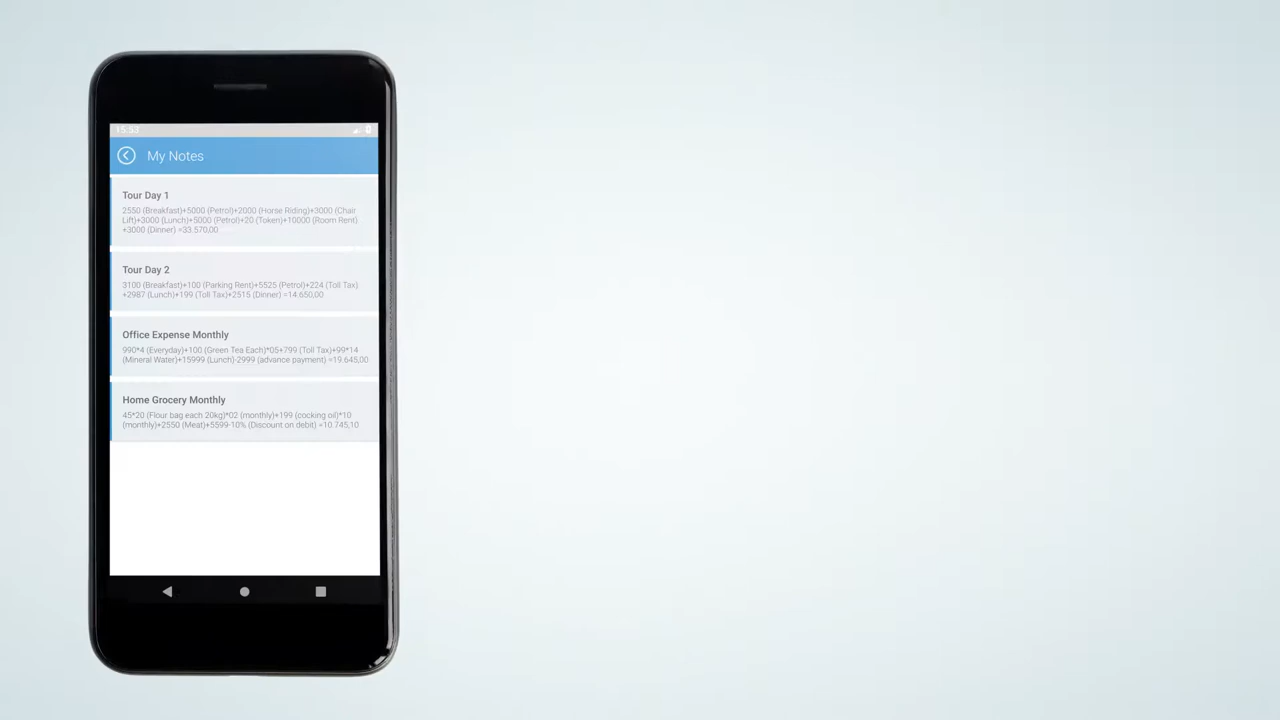 15:53
My Notes
Tour Day 1
2550 (Breakfast)+5000 (Petrol)+2000 (Horse Riding)+3000 (Chair
Lift)+3000 (Lunch)+5000 (Petrol)+20 (Token)+10000 (Room Rent)
+3000 (Dinner) =33.570,00
Tour Day 2
3100 (Breakfast)+100 (Parking Rent)+5525 (Petrol)+224 (Toll Tax)
+2987 (Lunch)+199 (Toll Tax)+2515 (Dinner) =14.650,00
Office Expense Monthly
990*4 (Everyday)+100 (Green Tea Each)*05+799 (Toll Tax)+99*14
(Mineral Water)+15999 (Lunch)-2999 (advance payment) =19.645,00
Home Grocery Monthly
45*20 (Flour bag each 20kg)*02 (monthly)+199 (cocking oil)*10
(monthly)+2550 (Meat)+5599-10% (Discount on debit) =10.745,10